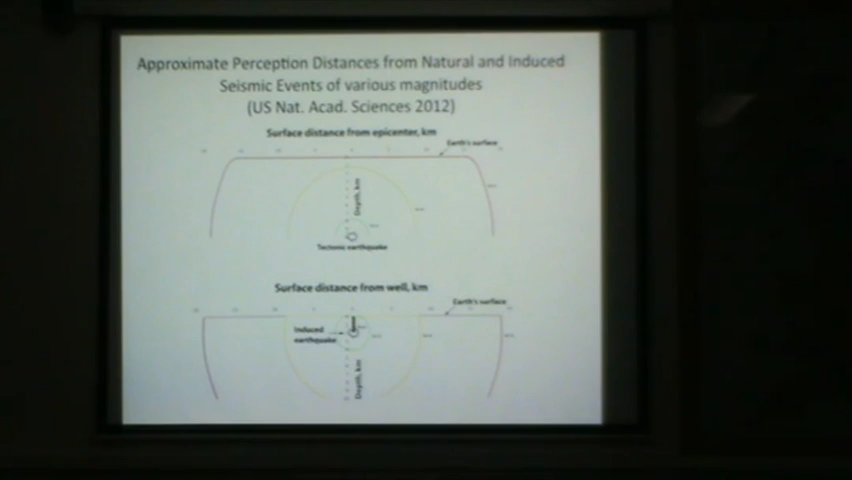 Approximate Perception Distances from Natural and Induced
Seismic Events of various magnitudes
(US Nat. Acad. Sciences 2012)
Surface distance from epicenter, km
Earth's surface
Depth, km
Tectonic earthquake
Surface distance from well, km
Earth's surface
Induced
earthquake
Depth, km